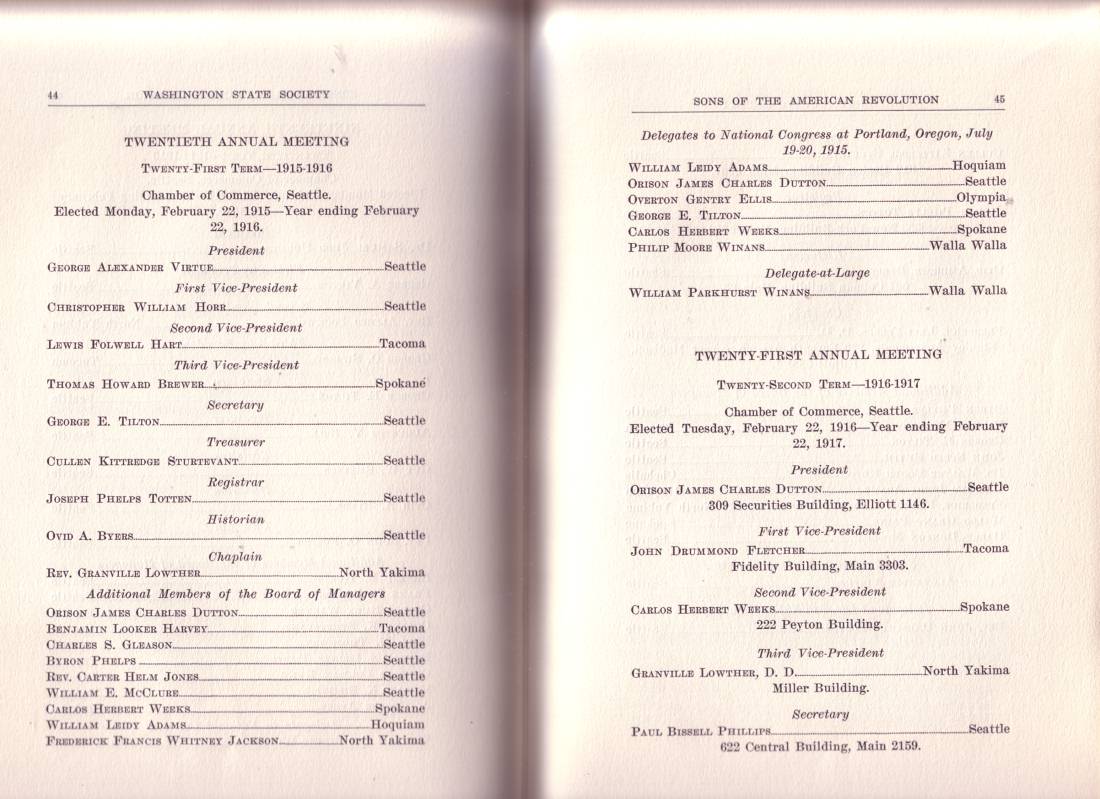 44 WASHINGTON STATE SOCIETY
TWENTIETH ANNUAL MEETING
TWENTY-FIRST TERM—1915-1916
Chamber of Commerce, Seattle.
Elected Monday, February 22, 1915—Year ending February
22, 1916.
President
GEORGE ALEXANDER VIRTUE Seattle
First Vice-President
CHRISTOPHER WILLIAM HORR Seattle
Second Vice-President
LEWIS FOLWELL HART Tacoma
Third Vice-President
THOMAS HOWARD BREWER Spokane
Secretary
GEORGE E. TILTON Seattle
Treasurer
CULLEN KITTREDGE STURTEVANT Seattle
Registrar
JOSEPH PHELPS TOTTEN Seattle
Historian
OVID A. BYERS Seattle
Chaplain
REV. GRANVILLE LOWTHER North Yakima
Additional Members of the Board of Managers
ORISON JAMES CHARLES DUTTON Seattle
BENJAMIN LOOKER HARVEY Tacoma
CHARLES S. GLEASON Seattle
BYRON PHELPS Seattle
REV. CARTER HELM JONES Seattle
WILLIAM E. MCCLURE Seattle
CARLOS HERBERT WEEKS Spokane
WILLIAM LEIDY ADAMS Hoquiam
FREDERICK FRANCIS WHITNEY JACKSON North Yakima
SONS OF THE AMERICAN REVOLUTION 45
Delegates to National Congress at Portland, Oregon, July
19-20, 1915.
WILLIAM LEIDY ADAMS Hoquiam
ORISON JAMES CHARLES DUTTON Seattle
OVERTON GENTRY ELLIS Olympia
GEORGE E. TILTON Seattle
CARLOS HERBERT WEEKS Spokane
PHILIP MOORE WINANS Walla Walla
Delegate-at-Large
WILLIAM PARKHURST WINANS Walla Walla
TWENTY-FIRST ANNUAL MEETING
TWENTY-SECOND TERM—1916-1917
Chamber of Commerce, Seattle.
Elected Tuesday, February 22, 1916—Year ending February
22, 1917.
President
ORISON JAMES CHARLES DUTTON Seattle
309 Securities Building, Elliott 1146.
First Vice-President
JOHN DRUMMOND FLETCHER Tacoma
Fidelity Building, Main 3303.
Second Vice-President
CARLOS HERBERT WEEKS Spokane
222 Peyton Building.
Third Vice-President
GRANVILLE LOWTHER, D. D. North Yakima
Miller Building.
Secretary
PAUL BISSELL PHILLIPS Seattle
622 Central Building, Main 2159.